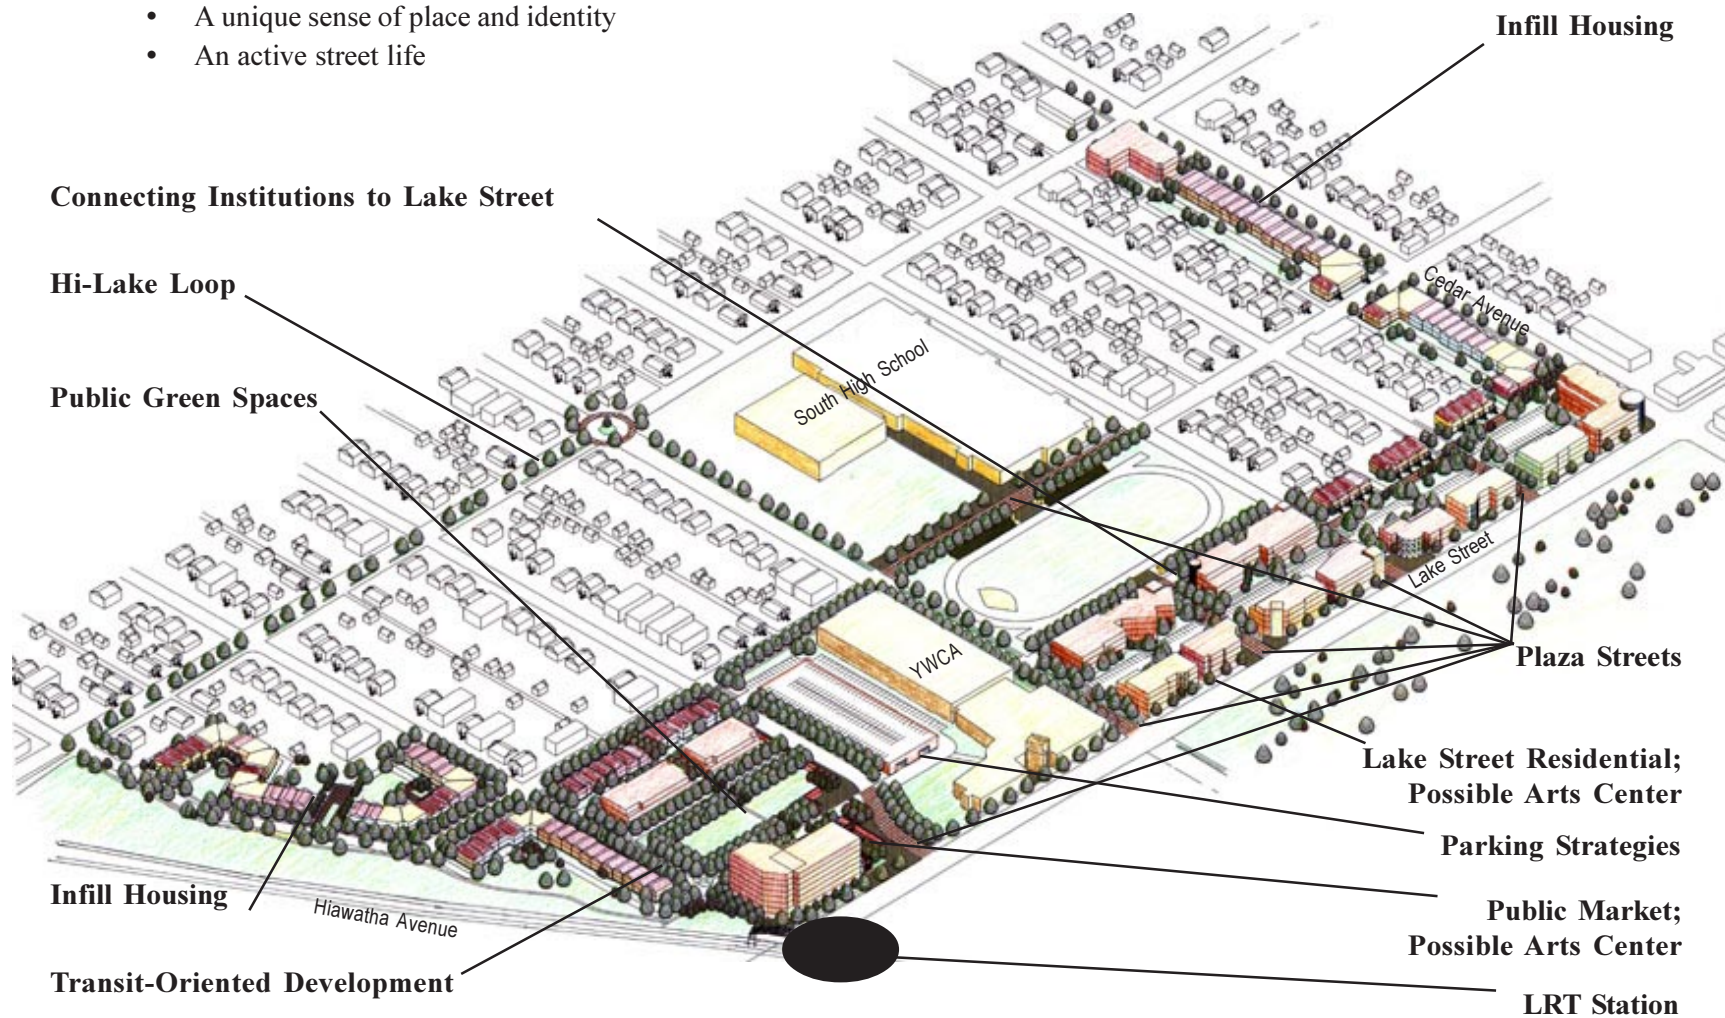 • A unique sense of place and identity
• An active street life
Infill Housing
Connecting Institutions to Lake Street
Hi-Lake Loop
Cedar Avenue
Public Green Spaces
South High School
Lake Street
YWCA
Plaza Streets
Lake Street Residential;
Possible Arts Center
Parking Strategies
Infill Housing
Hiawatha Avenue
Public Market;
Possible Arts Center
Transit-Oriented Development
LRT Station